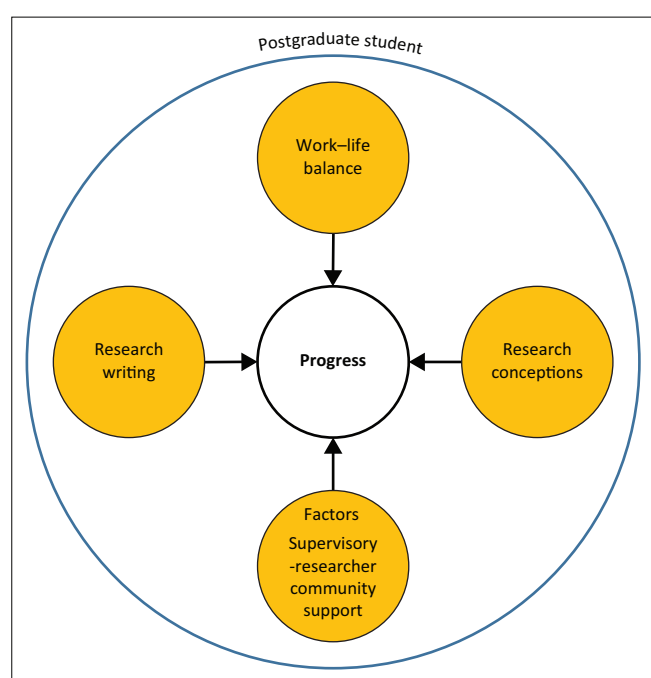 Postgraduate student
Work–life
balance
Research
writing
Progress
Research
conceptions
Factors
Supervisory
-researcher
community
support